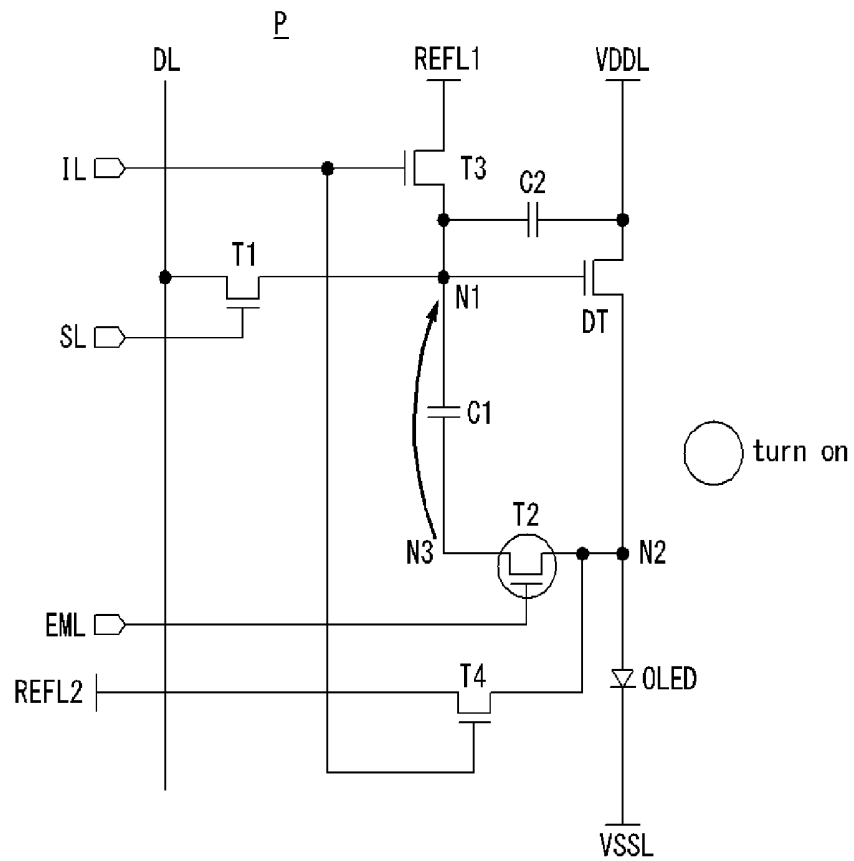 P
DL
REFL1
VDDL
IL
T3
C2
T1
N1
DT
SL
C1
turn on
T2
N3
N2
EML
T4
REFL2
OLED
VSSL